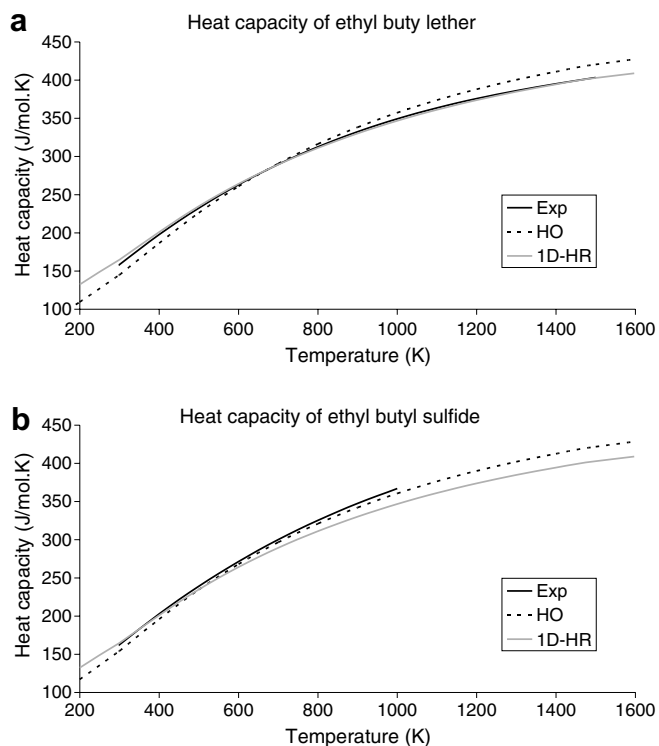 a
Heat capacity of ethyl buty lether
Heat capacity (J/mol.K)
450
400
350
300
250
200
150
100
Exp
HO
1D-HR
200 400 600 800 1000 1200 1400 1600
Temperature (K)
b
Heat capacity of ethyl butyl sulfide
Heat capacity (J/mol.K)
450
400
350
300
250
200
150
100
Exp
HO
1D-HR
200 400 600 800 1000 1200 1400 1600
Temperature (K)